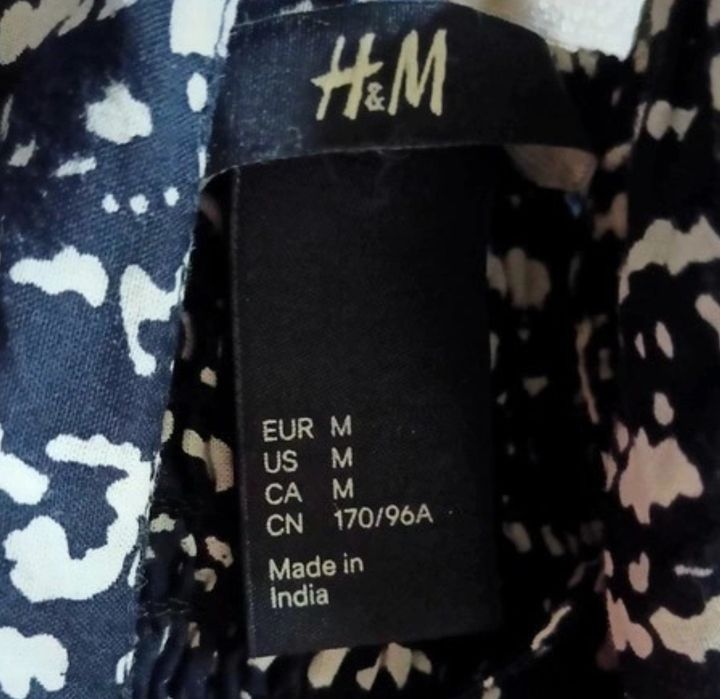 H&M
EUR M
US M
CA M
CN 170/96A
Made in
India